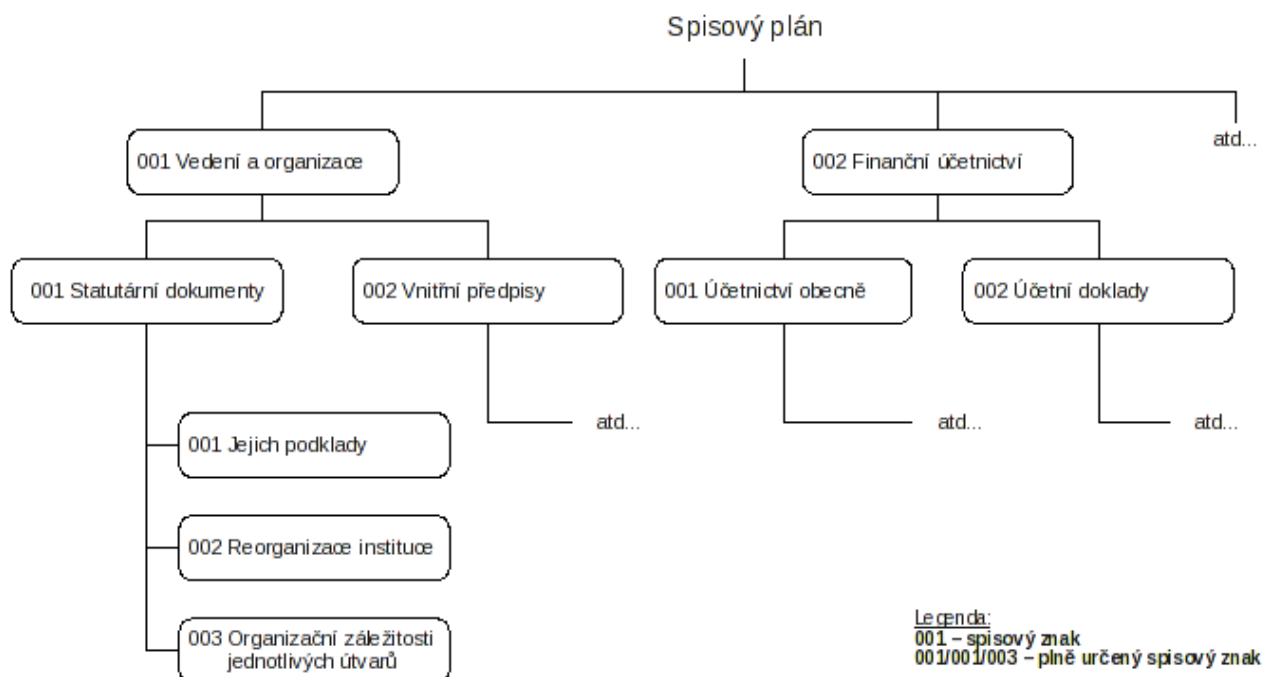 Spisový plán
atd...
001 Vedení a organizace
002 Finanční účetnictví
001 Statutární dokumenty
002 Vnitřní předpisy
001 Účetnictví obecně
002 Účetní doklady
atd...
atd...
atd...
001 Jejich podklady
002 Reorganizace instituce
003 Organizační záležitosti
jednotlivých útvarů
Legenda:
001 – spisový znak
001/001/003 – plně určený spisový znak